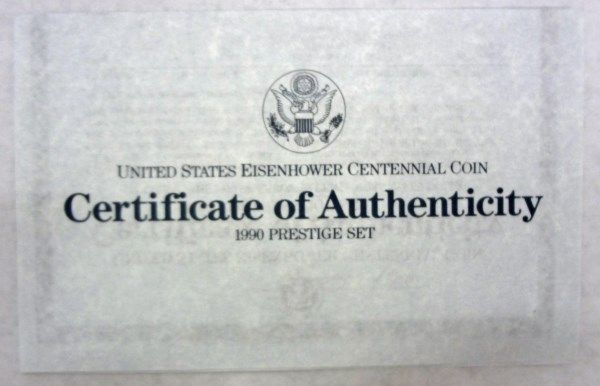 UNITED STATES EISENHOWER CENTENNIAL COIN
Certificate of Authenticity
1990 PRESTIGE SET